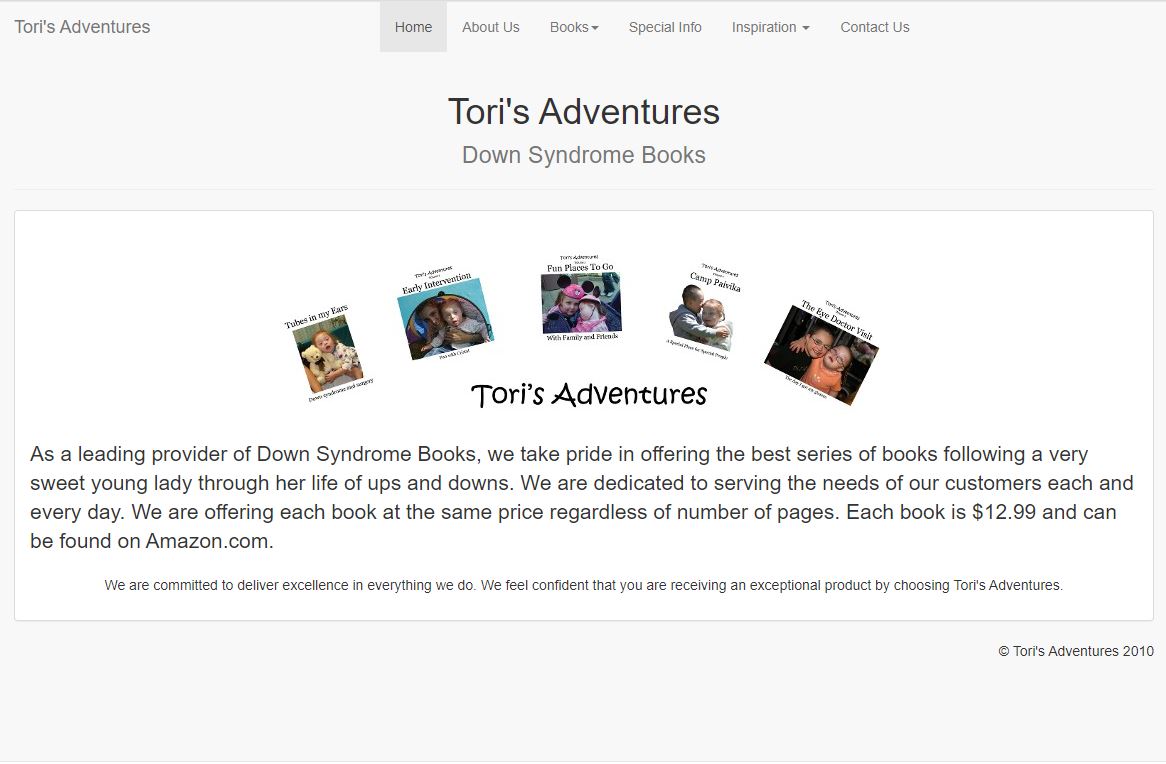 Tori's Adventures
Home About Us Books Special Info Inspiration Contact Us
Tori's Adventures
Down Syndrome Books
Tubes in my Ears
Down syndrome and surgery
Tori's Adventures
Early Intervention
Tori's Adventures
Fun Places To Go
With Family and Friends
Tori's Adventures
Camp Paivika
A Special Place for Special People
Tori's Adventures
The Eye Doctor Visit
Tori's Adventures
As a leading provider of Down Syndrome Books, we take pride in offering the best series of books following a very
sweet young lady through her life of ups and downs. We are dedicated to serving the needs of our customers each and
every day. We are offering each book at the same price regardless of number of pages. Each book is $12.99 and can
be found on Amazon.com.
We are committed to deliver excellence in everything we do. We feel confident that you are receiving an exceptional product by choosing Tori's Adventures.
© Tori's Adventures 2010